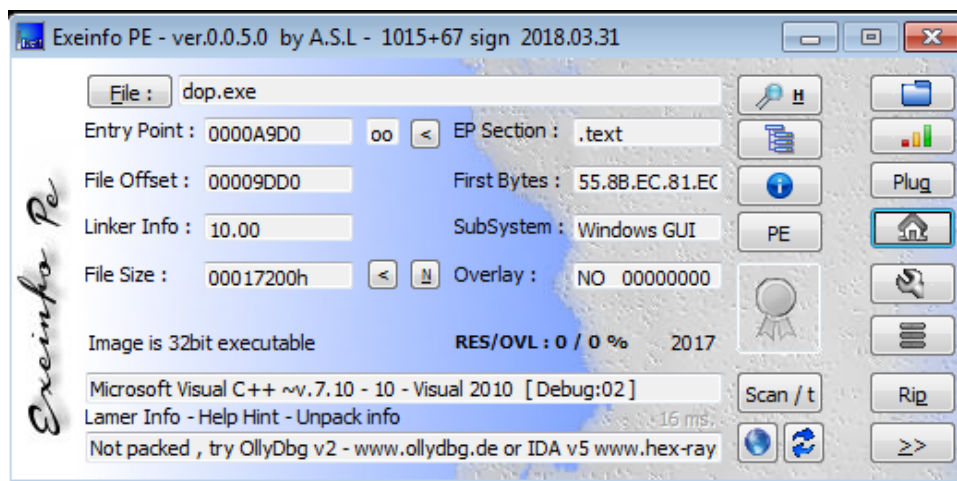 Exeinfo PE - ver.0.0.5.0 by A.S.L - 1015+67 sign 2018.03.31
File : dop.exe H
Entry Point : 0000A9D0 oo < EP Section : .text
File Offset : 00009DD0 First Bytes : 55.8B.EC.81.EC Plug
Linker Info : 10.00 SubSystem : Windows GUI PE
File Size : 00017200h < N Overlay : NO 00000000
Image is 32bit executable RES/OVL : 0 / 0 % 2017
Microsoft Visual C++ ~v.7.10 - 10 - Visual 2010 [ Debug:02 ] Scan / t Rip
Lamer Info - Help Hint - Unpack info 16 ms.
Not packed , try OllyDbg v2 - www.ollydbg.de or IDA v5 www.hex-ray >>
Exeinfo Pe